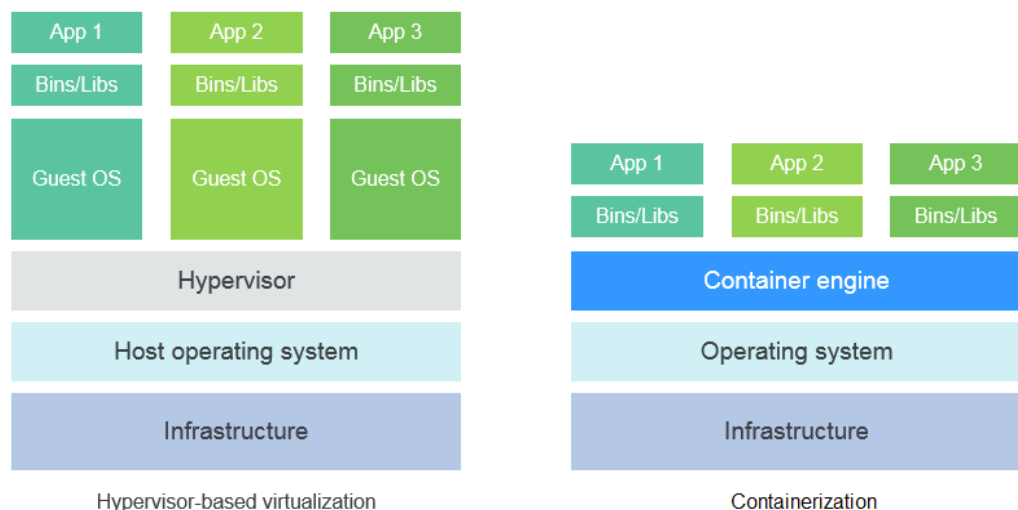 App 1
App 2
App 3
Bins/Libs
Bins/Libs
Bins/Libs
Guest OS
Guest OS
Guest OS
Hypervisor
Host operating system
Infrastructure
Hypervisor-based virtualization
App 1
App 2
App 3
Bins/Libs
Bins/Libs
Bins/Libs
Container engine
Operating system
Infrastructure
Containerization